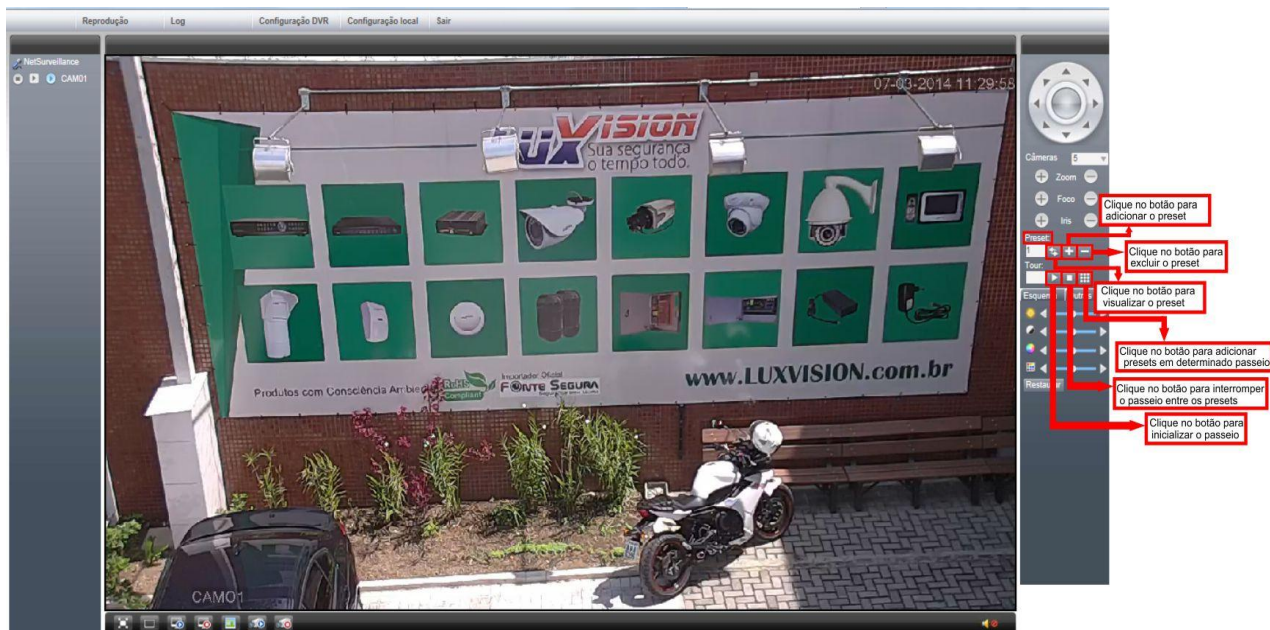 Reprodução
Log
Configuração DVR
Configuração local
Sair
NetSurveillance
CAM01
07-03-2014 11:29:58
LUX VISION
Sua segurança
o tempo todo.
Produtos com Consciência Ambiental
RoHS
Compliant
Importador Oficial
FONTE SEGURA
www.LUXVISION.com.br
CAM01
Câmeras 5
Zoom
Foco
Iris
Preset:
1
Tour:
Esquema Outros
Restaurar
Clique no botão para
adicionar o preset
Clique no botão para
excluir o preset
Clique no botão para
visualizar o preset
Clique no botão para adicionar
presets em determinado passeio
Clique no botão para interromper
o passeio entre os presets
Clique no botão para
inicializar o passeio